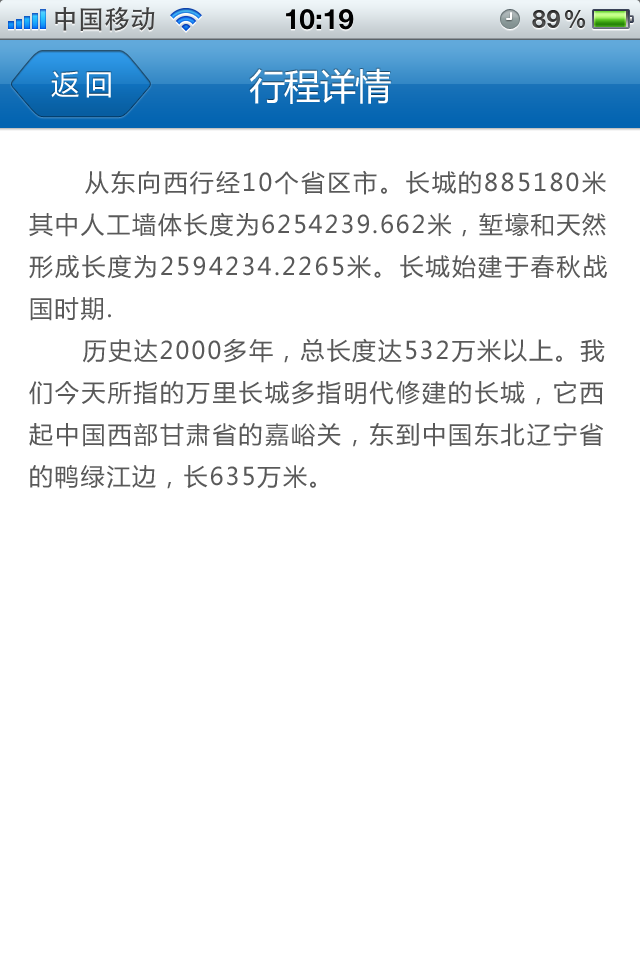 中国移动 10:19 89%
返回 行程详情
从东向西行经10个省区市。长城的885180米
其中人工墙体长度为6254239.662米，堑壕和天然
形成长度为2594234.2265米。长城始建于春秋战
国时期.
历史达2000多年，总长度达532万米以上。我
们今天所指的万里长城多指明代修建的长城，它西
起中国西部甘肃省的嘉峪关，东到中国东北辽宁省
的鸭绿江边，长635万米。